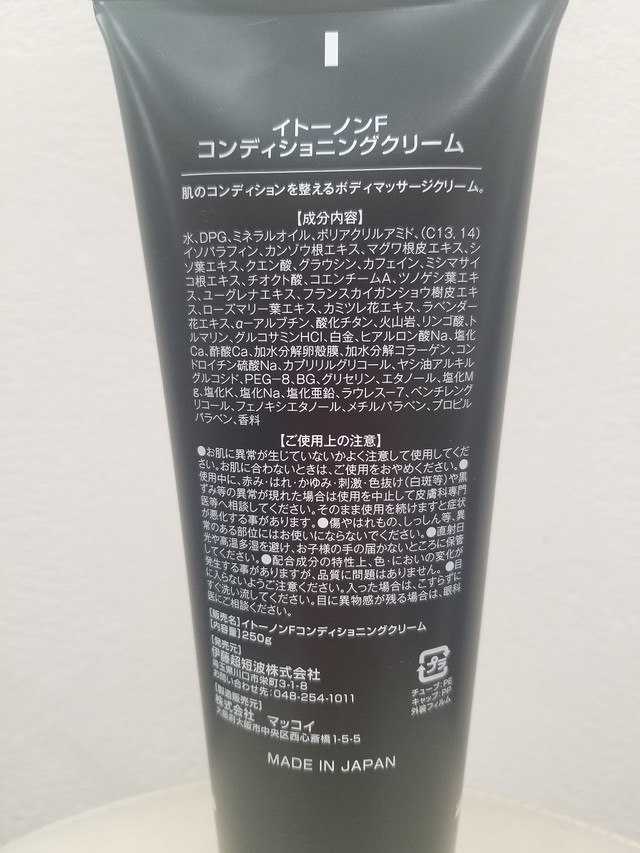 イトーノンF
コンディショニングクリーム
肌のコンディションを整えるボディマッサージクリーム。
【成分内容】
水、DPG、ミネラルオイル、ポリアクリルアミド、(C13, 14)
イソパラフィン、カンゾウ根エキス、マグワ根皮エキス、シ
ソ葉エキス、クエン酸、グラウシン、カフェイン、ミシマサイ
コ根エキス、チオクト酸、コエンチームA、ツノゲシ葉エキ
ス、ユーグレナエキス、フランスカイガンショウ樹皮エキ
ス、ローズマリー葉エキス、カミツレ花エキス、ラベンダー
花エキス、α－アルブチン、酸化チタン、火山岩、リンゴ酸、ト
ルマリン、グルコサミンHCl、白金、ヒアルロン酸Na、塩化
Ca、酢酸Ca、加水分解卵殻膜、加水分解コラーゲン、コン
ドロイチン硫酸Na、カプリリルグリコール、ヤシ油アルキル
グルコシド、PEG－8、BG、グリセリン、エタノール、塩化M
g、塩化K、塩化Na、塩化亜鉛、ラウレス－7、ペンチレング
リコール、フェノキシエタノール、メチルパラベン、プロピル
パラベン、香料
【ご使用上の注意】
●お肌に異常が生じていないかよく注意して使用してくだ
さい。お肌に合わないときは、ご使用をおやめください。●
使用中に、赤み・はれ・かゆみ・刺激・色抜け(白斑等)や黒
ずみ等の異常が現れた場合は使用を中止して皮膚科専門
医等へ相談してください。そのまま使用を続けますと症状
が悪化する事があります。●傷やはれもの、しっしん等、異
常のある部位にはお使いにならないでください。●直射日
光や高温多湿を避け、お子様の手の届かないところに保管
してください。●配合成分の特性上、色・においの変化が
発生する事がありますが、品質に問題はありません。●目
に入らないようご注意ください。入った場合は、こすらずに
すぐ洗い流してください。目に異物感が残る場合は、眼科
医にご相談ください。
[販売名]イトーノンFコンディショニングクリーム
[内容量]250g
[発売元]
伊藤超短波株式会社
埼玉県川口市栄町3-1-8
お問い合わせ先:048-254-1011
[製造販売元]
株式会社 マッコイ
大阪府大阪市中央区西心斎橋1-5-5
プラ
チューブ:PE
キャップ:PP
外装フィルム
MADE IN JAPAN